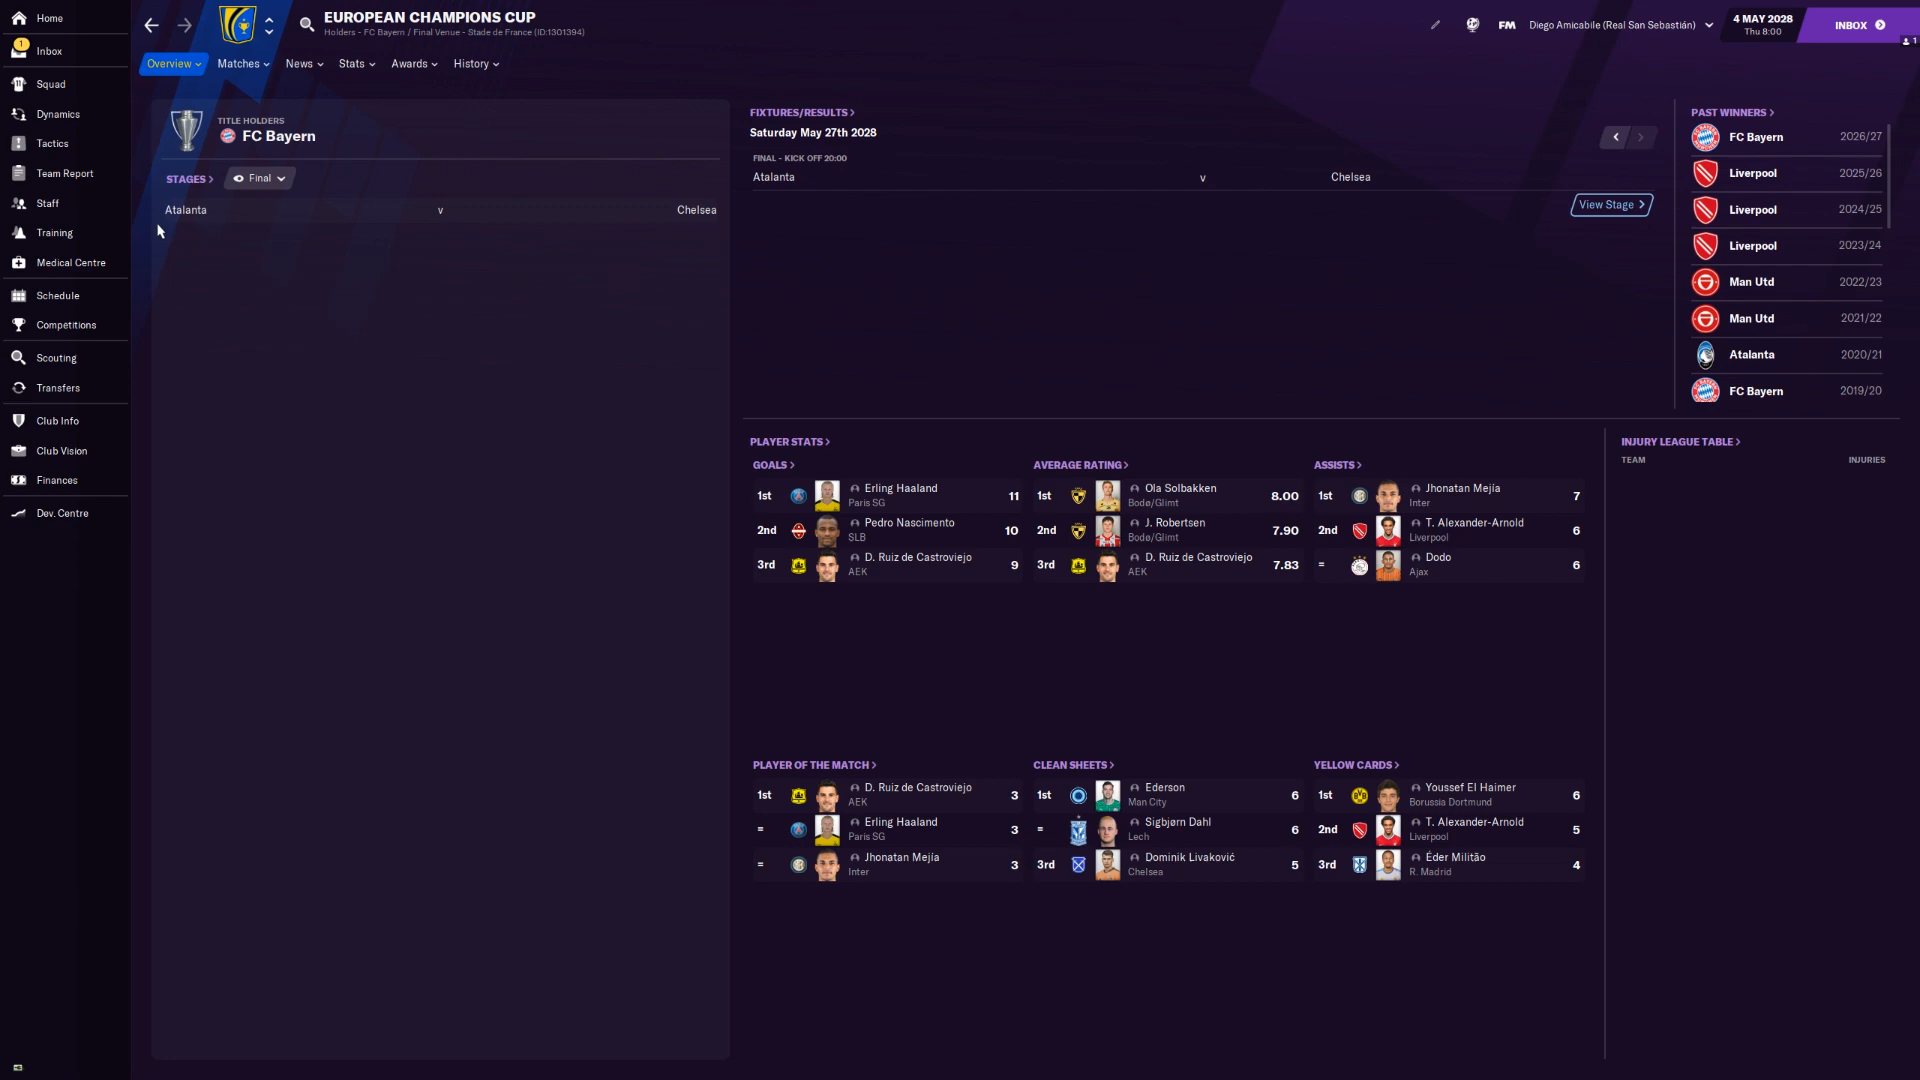 Home
Inbox
1
Squad
Dynamics
Tactics
Team Report
Staff
Training
Medical Centre
Schedule
Competitions
Scouting
Transfers
Club Info
Club Vision
Finances
Dev. Centre
EUROPEAN CHAMPIONS CUP
Holders - FC Bayern / Final Venue - Stade de France (ID:1301394)
FM
Diego Amicabile (Real San Sebastián)
4 MAY 2028
Thu 8:00
INBOX
1
Overview
Matches
News
Stats
Awards
History
TITLE HOLDERS
FC Bayern
STAGES
Final
Atalanta v Chelsea
FIXTURES/RESULTS
Saturday May 27th 2028
FINAL - KICK OFF 20:00
Atalanta v Chelsea
View Stage
PAST WINNERS
FC Bayern 2026/27
Liverpool 2025/26
Liverpool 2024/25
Liverpool 2023/24
Man Utd 2022/23
Man Utd 2021/22
Atalanta 2020/21
FC Bayern 2019/20
PLAYER STATS
GOALS
1st Erling Haaland 11
Paris SG
2nd Pedro Nascimento 10
SLB
3rd D. Ruiz de Castroviejo 9
AEK
AVERAGE RATING
1st Ola Solbakken 8.00
Bodø/Glimt
2nd J. Robertsen 7.90
Bodø/Glimt
3rd D. Ruiz de Castroviejo 7.83
AEK
ASSISTS
1st Jhonatan Mejía 7
Inter
2nd T. Alexander-Arnold 6
Liverpool
= Dodo 6
Ajax
INJURY LEAGUE TABLE
TEAM INJURIES
PLAYER OF THE MATCH
1st D. Ruiz de Castroviejo 3
AEK
= Erling Haaland 3
Paris SG
= Jhonatan Mejía 3
Inter
CLEAN SHEETS
1st Ederson 6
Man City
= Sigbjørn Dahl 6
Lech
3rd Dominik Livaković 5
Chelsea
YELLOW CARDS
1st Youssef El Haimer 6
Borussia Dortmund
2nd T. Alexander-Arnold 5
Liverpool
3rd Éder Militão 4
R. Madrid